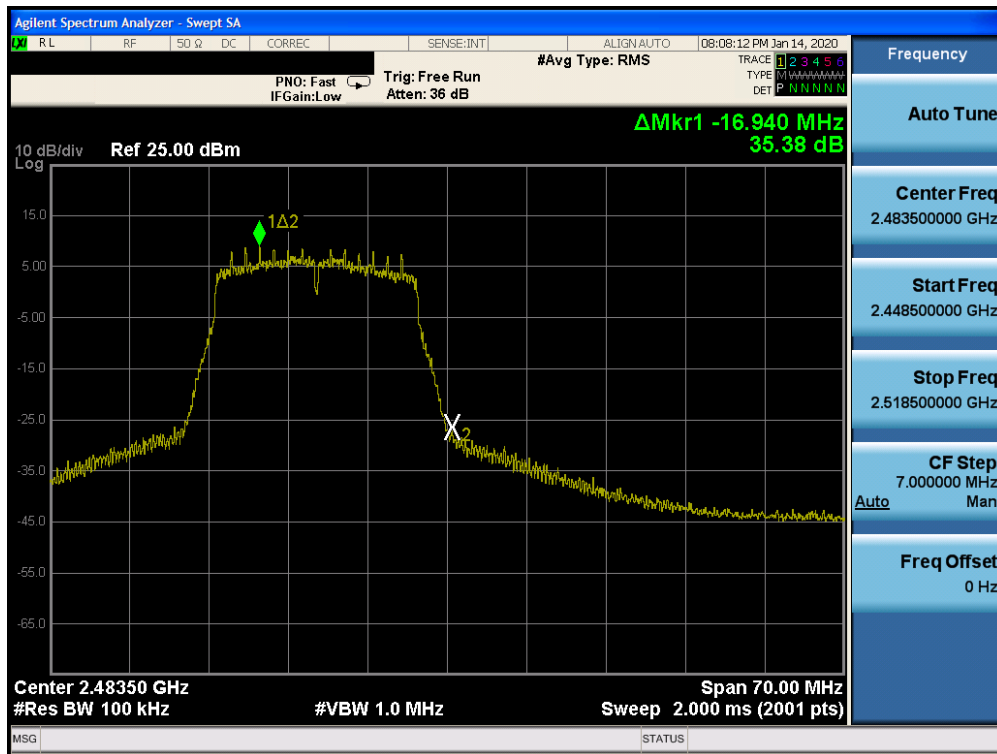 Agilent Spectrum Analyzer - Swept SA
LXI RL RF 50 Ω DC CORREC SENSE:INT ALIGN AUTO 08:08:12 PM Jan 14, 2020
#Avg Type: RMS
TRACE 1 2 3 4 5 6
PNO: Fast Trig: Free Run
TYPE M WWWWW
IFGain:Low Atten: 36 dB
DET P N N N N N
ΔMkr1 -16.940 MHz
35.38 dB
10 dB/div Ref 25.00 dBm
Log
15.0
1Δ2
5.00
-5.00
-15.0
-25.0
2
-35.0
-45.0
-55.0
-65.0
Center 2.48350 GHz Span 70.00 MHz
#Res BW 100 kHz #VBW 1.0 MHz Sweep 2.000 ms (2001 pts)
MSG STATUS
Frequency
Auto Tune
Center Freq
2.483500000 GHz
Start Freq
2.448500000 GHz
Stop Freq
2.518500000 GHz
CF Step
7.000000 MHz
Auto Man
Freq Offset
0 Hz